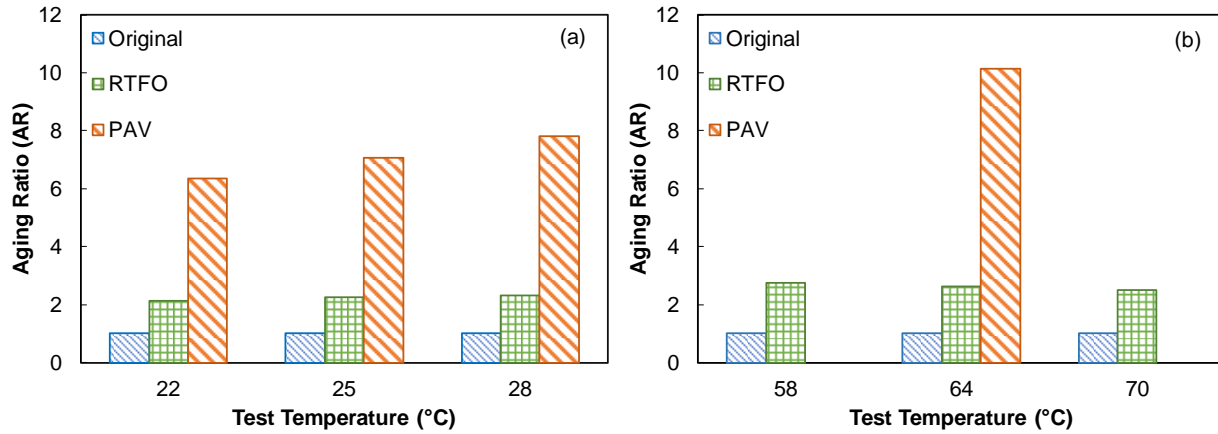 (a)
Original
RTFO
PAV
12
10
8
6
4
2
0
Aging Ratio (AR)
22 25 28
Test Temperature (°C)
(b)
Original
RTFO
PAV
12
10
8
6
4
2
0
Aging Ratio (AR)
58 64 70
Test Temperature (°C)